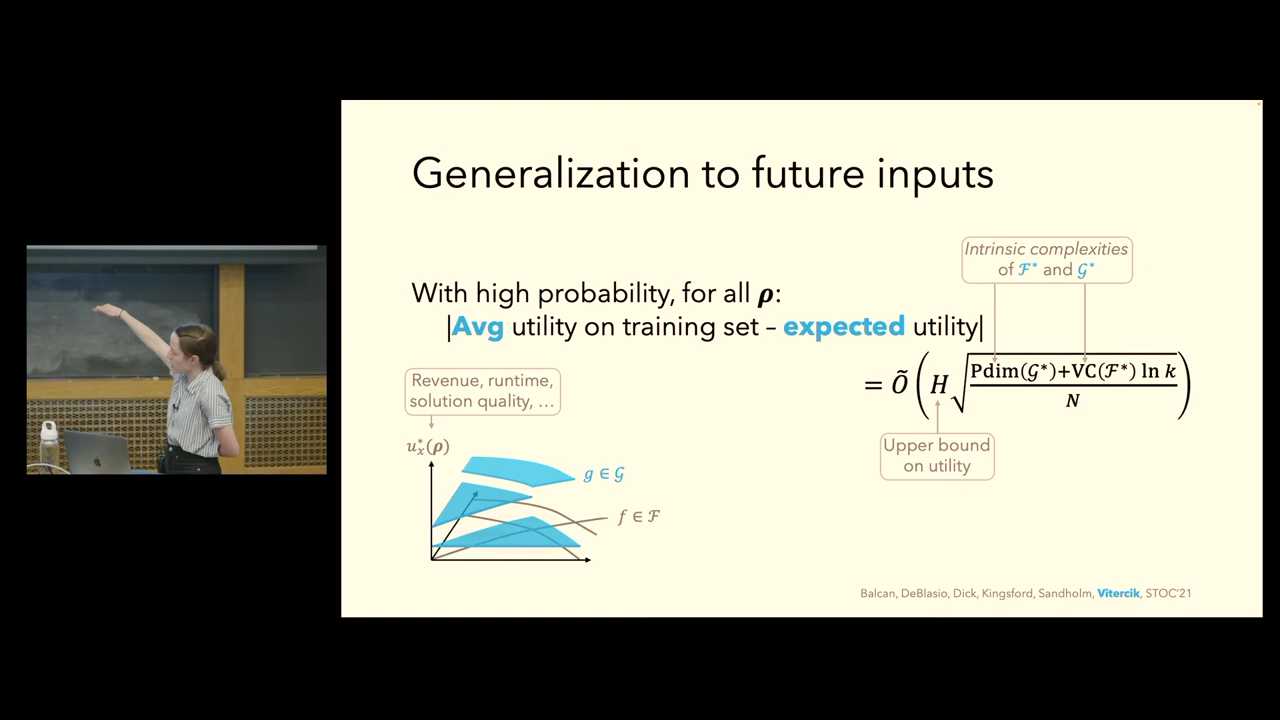 Generalization to future inputs
Intrinsic complexities
of ℱ* and 𝒢*
With high probability, for all ρ:
|Avg utility on training set – expected utility|
= Õ (H √((Pdim(𝒢*)+VC(ℱ*) ln k) / N))
Revenue, runtime,
solution quality, …
Upper bound
on utility
u*ₓ(ρ)
g ∈ 𝒢
f ∈ ℱ
Balcan, DeBlasio, Dick, Kingsford, Sandholm, Vitercik, STOC'21